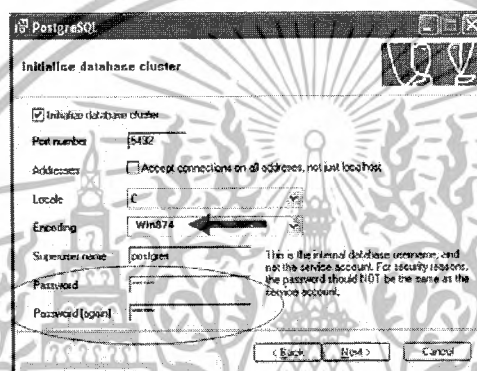 PostgreSQL
Initialise database cluster
Initialize database cluster
Port number 5432
Addresses Accept connections on all addresses, not just localhost
Locale C
Encoding Win874
Superuser name postgres
This is the internal database username, and
not the service account. For security reasons,
the password should NOT be the same as the
service account.
Password ******
Password (again) ******
< Back Next > Cancel